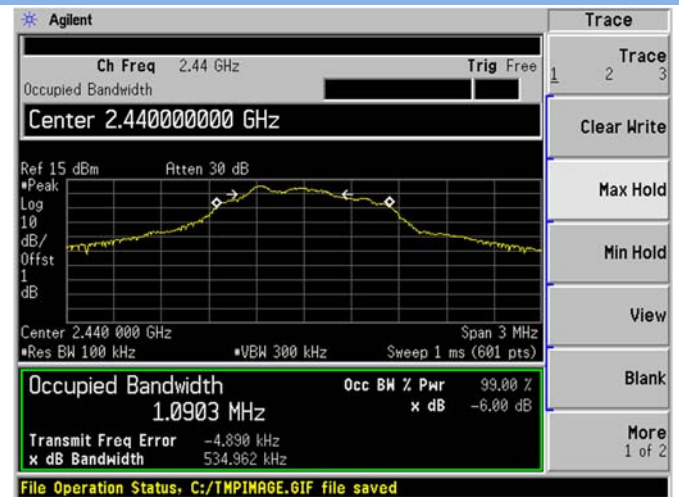 Agilent
Trace
Ch Freq 2.44 GHz Trig Free
Occupied Bandwidth
Center 2.440000000 GHz
Ref 15 dBm Atten 30 dB
*Peak
Log
10
dB/
Offst
1
dB
Center 2.440 000 GHz Span 3 MHz
*Res BW 100 kHz *VBW 300 kHz Sweep 1 ms (601 pts)
Occupied Bandwidth Occ BW % Pwr 99.00 %
1.0903 MHz x dB -6.00 dB
Transmit Freq Error -4.890 kHz
x dB Bandwidth 534.962 kHz
File Operation Status, C:/TMPIMAGE.GIF file saved
Trace
1 2 3
Clear Write
Max Hold
Min Hold
View
Blank
More
1 of 2